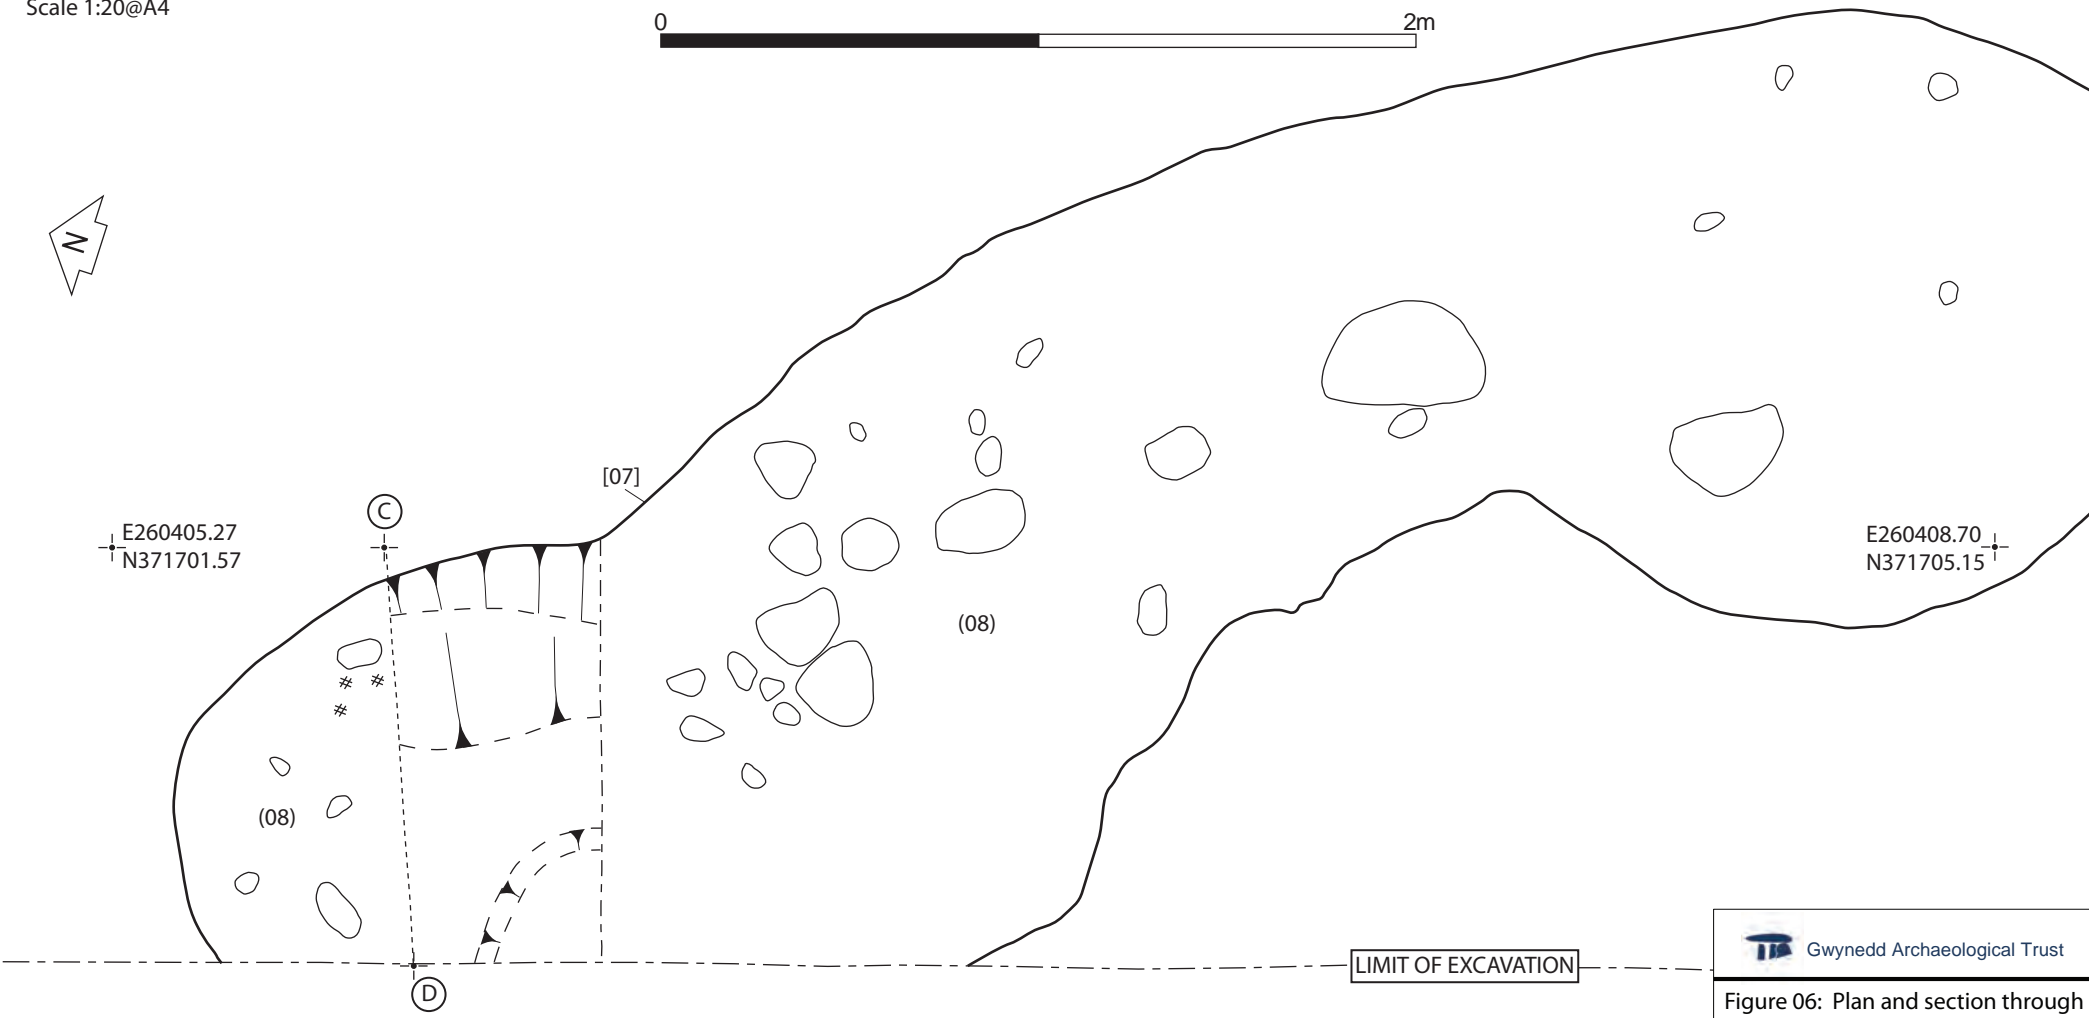 Scale 1:20@A4
0 2m
N
[07]
C
E260405.27
N371701.57
E260408.70
N371705.15
(08)
(08)
LIMIT OF EXCAVATION
D
Gwynedd Archaeological Trust
Figure 06: Plan and section through